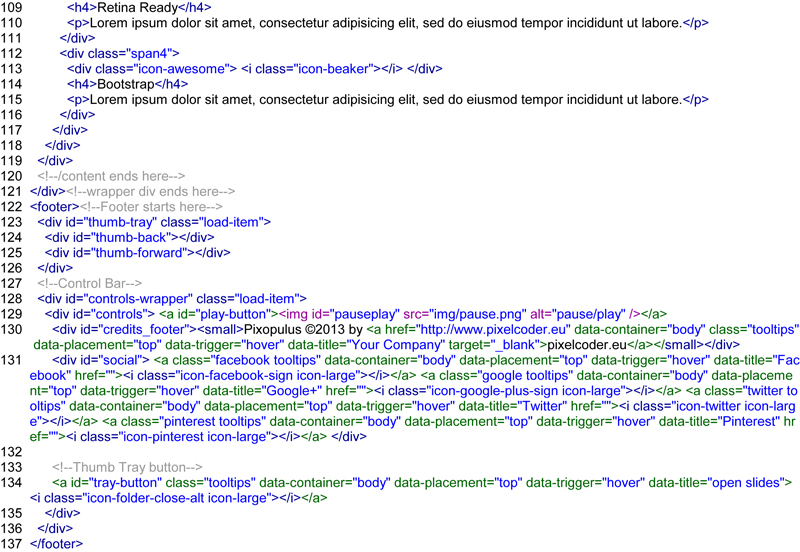 109 <h4>Retina Ready</h4>
110 <p>Lorem ipsum dolor sit amet, consectetur adipisicing elit, sed do eiusmod tempor incididunt ut labore.</p>
111 </div>
112 <div class="span4">
113 <div class="icon-awesome"> <i class="icon-beaker"></i> </div>
114 <h4>Bootstrap</h4>
115 <p>Lorem ipsum dolor sit amet, consectetur adipisicing elit, sed do eiusmod tempor incididunt ut labore.</p>
116 </div>
117 </div>
118 </div>
119 </div>
120 <!--/content ends here-->
121 </div><!--wrapper div ends here-->
122 <footer><!--Footer starts here-->
123 <div id="thumb-tray" class="load-item">
124 <div id="thumb-back"></div>
125 <div id="thumb-forward"></div>
126 </div>
127 <!--Control Bar-->
128 <div id="controls-wrapper" class="load-item">
129 <div id="controls"> <a id="play-button"><img id="pauseplay" src="img/pause.png" alt="pause/play" /></a>
130 <div id="credits_footer"><small>Pixopulus ©2013 by <a href="http://www.pixelcoder.eu" data-container="body" class="tooltips"
data-placement="top" data-trigger="hover" data-title="Your Company" target="_blank">pixelcoder.eu</a></small></div>
131 <div id="social"> <a class="facebook tooltips" data-container="body" data-placement="top" data-trigger="hover" data-title="Fac
ebook" href=""><i class="icon-facebook-sign icon-large"></i></a> <a class="google tooltips" data-container="body" data-placeme
nt="top" data-trigger="hover" data-title="Google+" href=""><i class="icon-google-plus-sign icon-large"></i></a> <a class="twitter to
oltips" data-container="body" data-placement="top" data-trigger="hover" data-title="Twitter" href=""><i class="icon-twitter icon-larg
e"></i></a> <a class="pinterest tooltips" data-container="body" data-placement="top" data-trigger="hover" data-title="Pinterest" hr
ef=""><i class="icon-pinterest icon-large"></i></a> </div>
132
133 <!--Thumb Tray button-->
134 <a id="tray-button" class="tooltips" data-container="body" data-placement="top" data-trigger="hover" data-title="open slides">
<i class="icon-folder-close-alt icon-large"></i></a>
135 </div>
136 </div>
137 </footer>